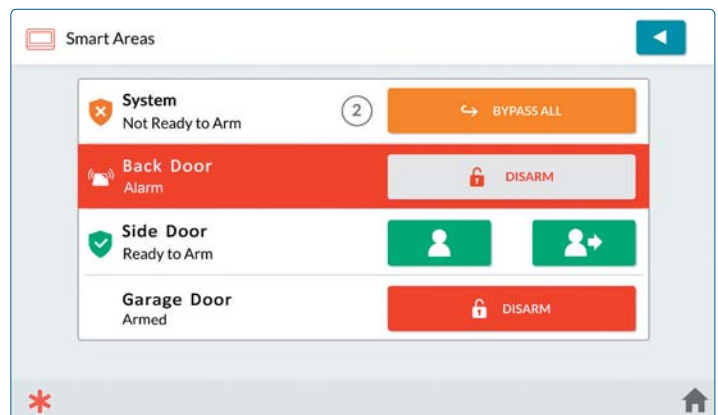 Smart Areas
System
Not Ready to Arm
2
BYPASS ALL
Back Door
Alarm
DISARM
Side Door
Ready to Arm
Garage Door
Armed
DISARM